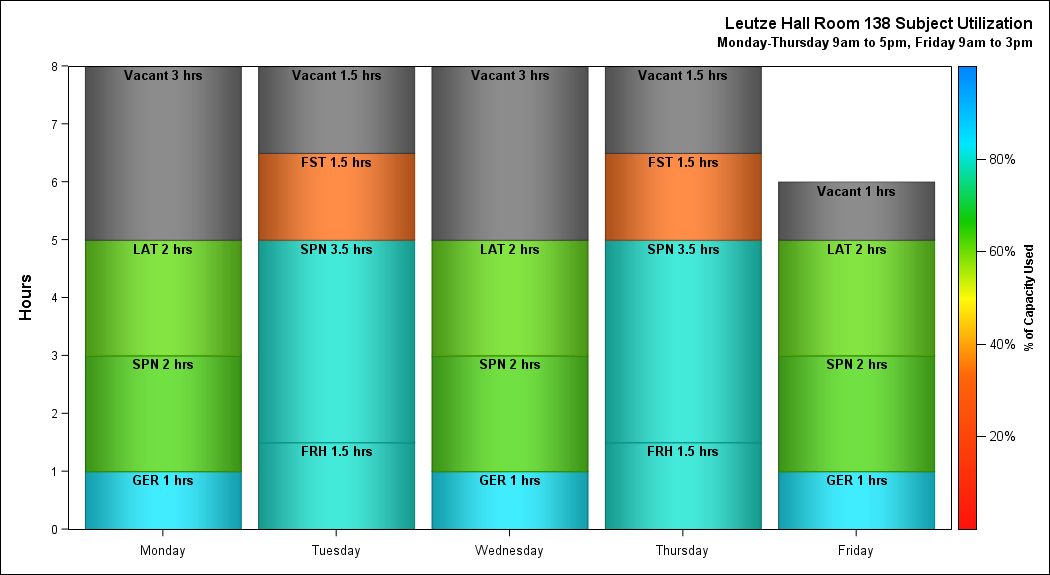 Leutze Hall Room 138 Subject Utilization
Monday-Thursday 9am to 5pm, Friday 9am to 3pm
Hours
8
7
6
5
4
3
2
1
0
Vacant 3 hrs
LAT 2 hrs
SPN 2 hrs
GER 1 hrs
Vacant 1.5 hrs
FST 1.5 hrs
SPN 3.5 hrs
FRH 1.5 hrs
Vacant 3 hrs
LAT 2 hrs
SPN 2 hrs
GER 1 hrs
Vacant 1.5 hrs
FST 1.5 hrs
SPN 3.5 hrs
FRH 1.5 hrs
Vacant 1 hrs
LAT 2 hrs
SPN 2 hrs
GER 1 hrs
Monday
Tuesday
Wednesday
Thursday
Friday
80%
60%
40%
20%
% of Capacity Used